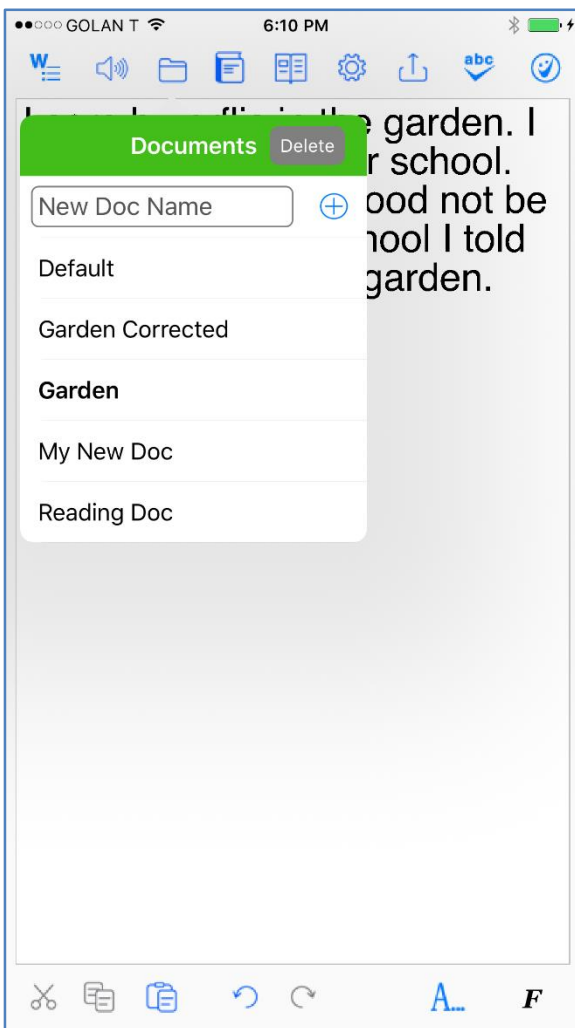 GOLAN T 6:10 PM
W
abc
the garden. I
Documents Delete
r school.
New Doc Name
ood not be
hool I told
Default
garden.
Garden Corrected
Garden
My New Doc
Reading Doc
A... F